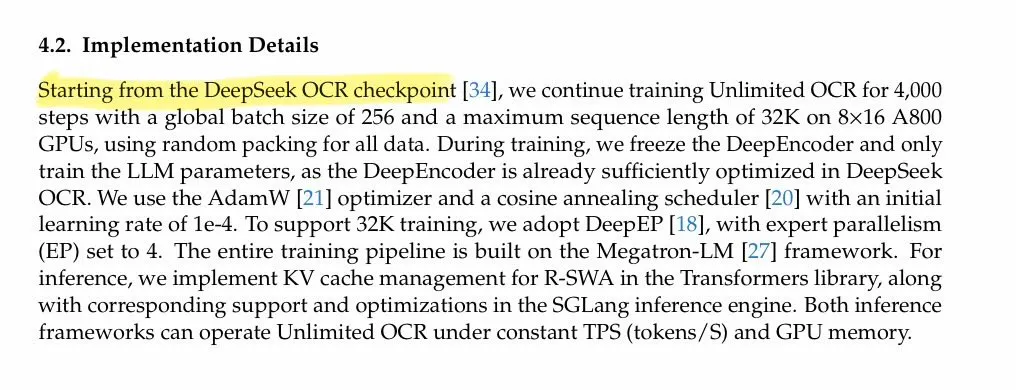 4.2. Implementation Details
Starting from the DeepSeek OCR checkpoint [34], we continue training Unlimited OCR for 4,000
steps with a global batch size of 256 and a maximum sequence length of 32K on 8×16 A800
GPUs, using random packing for all data. During training, we freeze the DeepEncoder and only
train the LLM parameters, as the DeepEncoder is already sufficiently optimized in DeepSeek
OCR. We use the AdamW [21] optimizer and a cosine annealing scheduler [20] with an initial
learning rate of 1e-4. To support 32K training, we adopt DeepEP [18], with expert parallelism
(EP) set to 4. The entire training pipeline is built on the Megatron-LM [27] framework. For
inference, we implement KV cache management for R-SWA in the Transformers library, along
with corresponding support and optimizations in the SGLang inference engine. Both inference
frameworks can operate Unlimited OCR under constant TPS (tokens/S) and GPU memory.